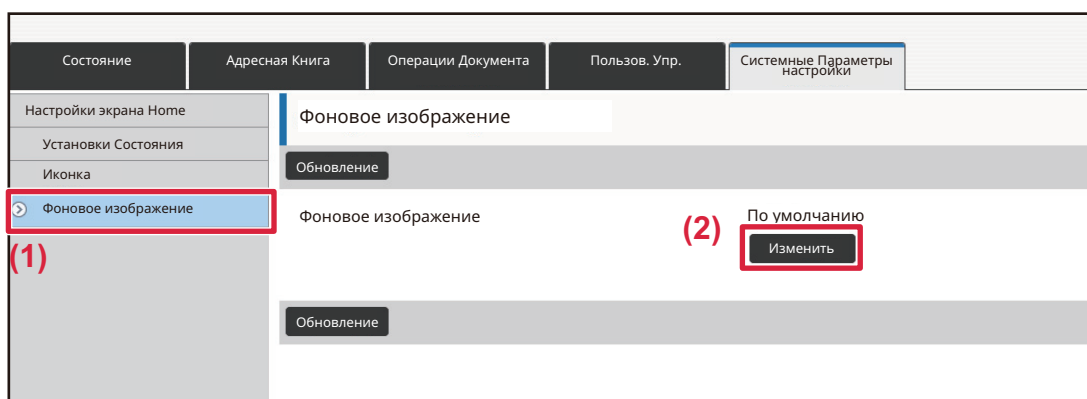 Состояние
Адресная Книга
Операции Документа
Пользов. Упр.
Системные Параметры
настройки
Настройки экрана Home
Установки Состояния
Иконка
Фоновое изображение
(1)
Фоновое изображение
Обновление
Фоновое изображение
(2)
По умолчанию
Изменить
Обновление